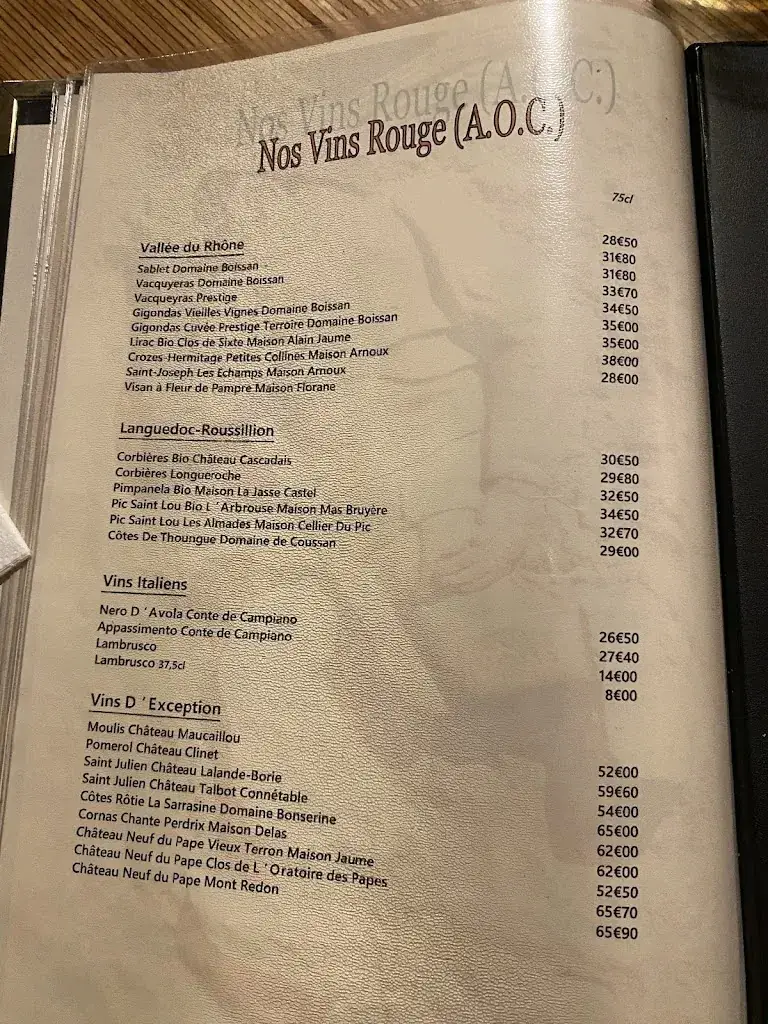 Nos Vins Rouge (A.O.C.)
75cl
Vallée du Rhône
Sablet Domaine Boissan 28€50
Vacquyeras Domaine Boissan 31€80
Vacqueyras Prestige 31€80
Gigondas Vieilles Vignes Domaine Boissan 33€70
Gigondas Cuvée Prestige Terroire Domaine Boissan 34€50
Lirac Bio Clos de Sixte Maison Alain Jaume 35€00
Crozes-Hermitage Petites Collines Maison Arnoux 35€00
Saint-Joseph Les Echamps Maison Arnoux 38€00
Visan à Fleur de Pampre Maison Florane 28€00
Languedoc-Roussillion
Corbières Bio Château Cascadais 30€50
Corbières Longueroche 29€80
Pimpanela Bio Maison La Jasse Castel 32€50
Pic Saint Lou Bio L´Arbrouse Maison Mas Bruyère 34€50
Pic Saint Lou Les Almades Maison Cellier Du Pic 32€70
Côtes De Thoungue Domaine de Coussan 29€00
Vins Italiens
Nero D´Avola Conte de Campiano 26€50
Appassimento Conte de Campiano 27€40
Lambrusco 14€00
Lambrusco 37,5cl 8€00
Vins D´Exception
Moulis Château Maucaillou 52€00
Pomerol Château Clinet 59€60
Saint Julien Château Lalande-Borie 54€00
Saint Julien Château Talbot Connétable 65€00
Côtes Rôtie La Sarrasine Domaine Bonserine 62€00
Cornas Chante Perdrix Maison Delas 62€00
Château Neuf du Pape Vieux Terron Maison Jaume 52€50
Château Neuf du Pape Clos de L´Oratoire des Papes 65€70
Château Neuf du Pape Mont Redon 65€90